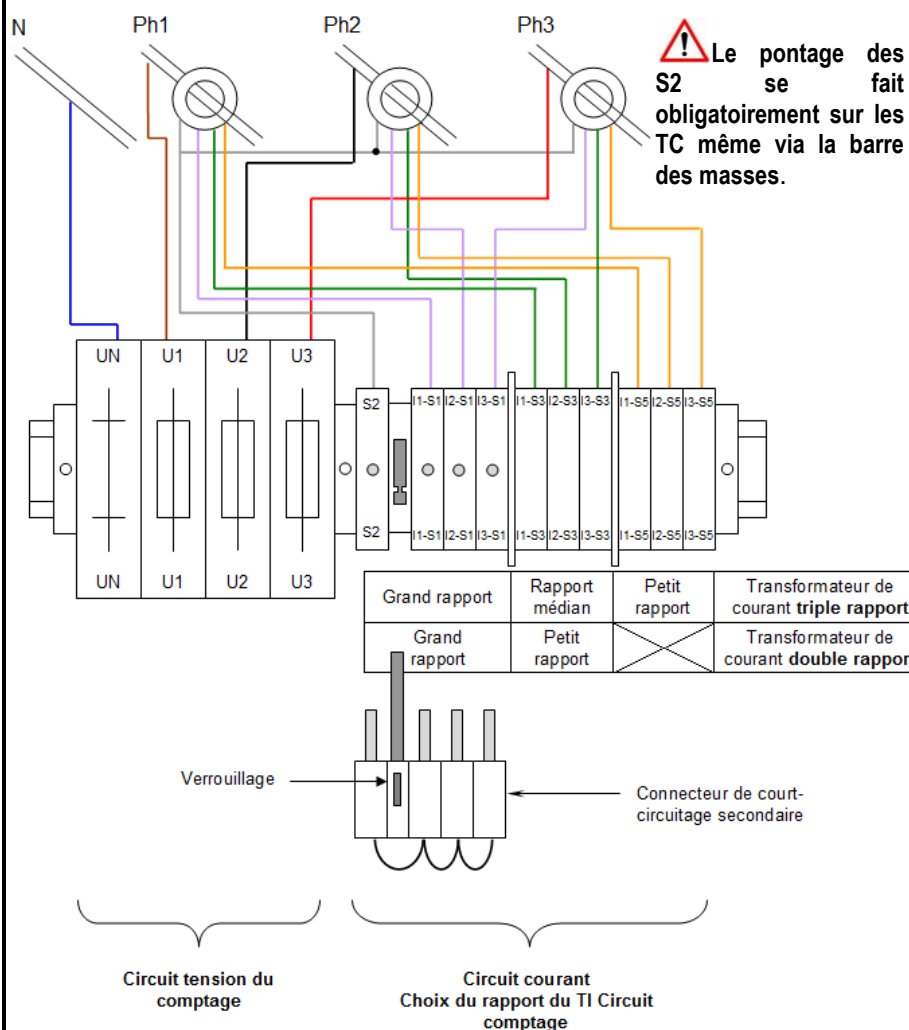 N
Ph1
Ph2
Ph3
Le pontage des
S2 se fait
obligatoirement sur les
TC même via la barre
des masses.
UN
U1
U2
U3
S2
I1-S1
I2-S1
I3-S1
I1-S3
I2-S3
I3-S3
I1-S5
I2-S5
I3-S5
S2
I1-S1
I2-S1
I3-S1
I1-S3
I2-S3
I3-S3
I1-S5
I2-S5
I3-S5
UN
U1
U2
U3
Grand rapport
Rapport
médian
Petit
rapport
Transformateur de
courant triple rapport
Grand
rapport
Petit
rapport
Transformateur de
courant double rappor
Verrouillage
Connecteur de court-
circuitage secondaire
Circuit tension du
comptage
Circuit courant
Choix du rapport du TI Circuit
comptage